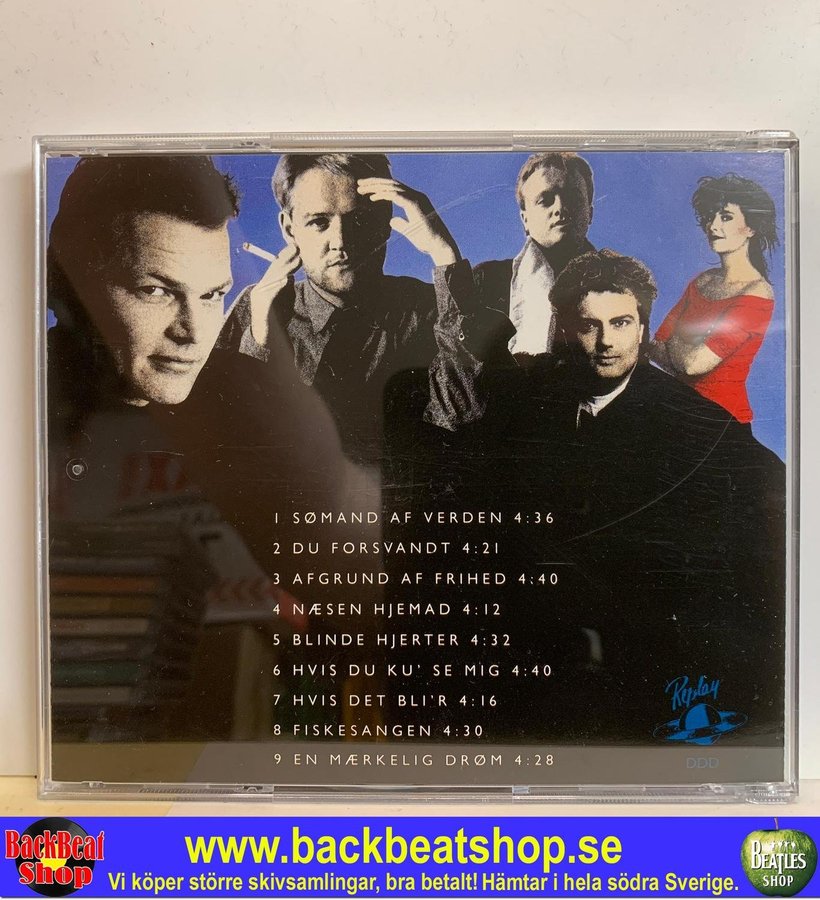 1 SØMAND AF VERDEN 4:36
2 DU FORSVANDT 4:21
3 AFGRUND AF FRIHED 4:40
4 NÆSEN HJEMAD 4:12
5 BLINDE HJERTER 4:32
6 HVIS DU KU' SE MIG 4:40
7 HVIS DET BLI'R 4:16
8 FISKESANGEN 4:30
9 EN MÆRKELIG DRØM 4:28
Replay
DDD
BackBeat
Shop
www.backbeatshop.se
Vi köper större skivsamlingar, bra betalt! Hämtar i hela södra Sverige.
BEATLES
SHOP